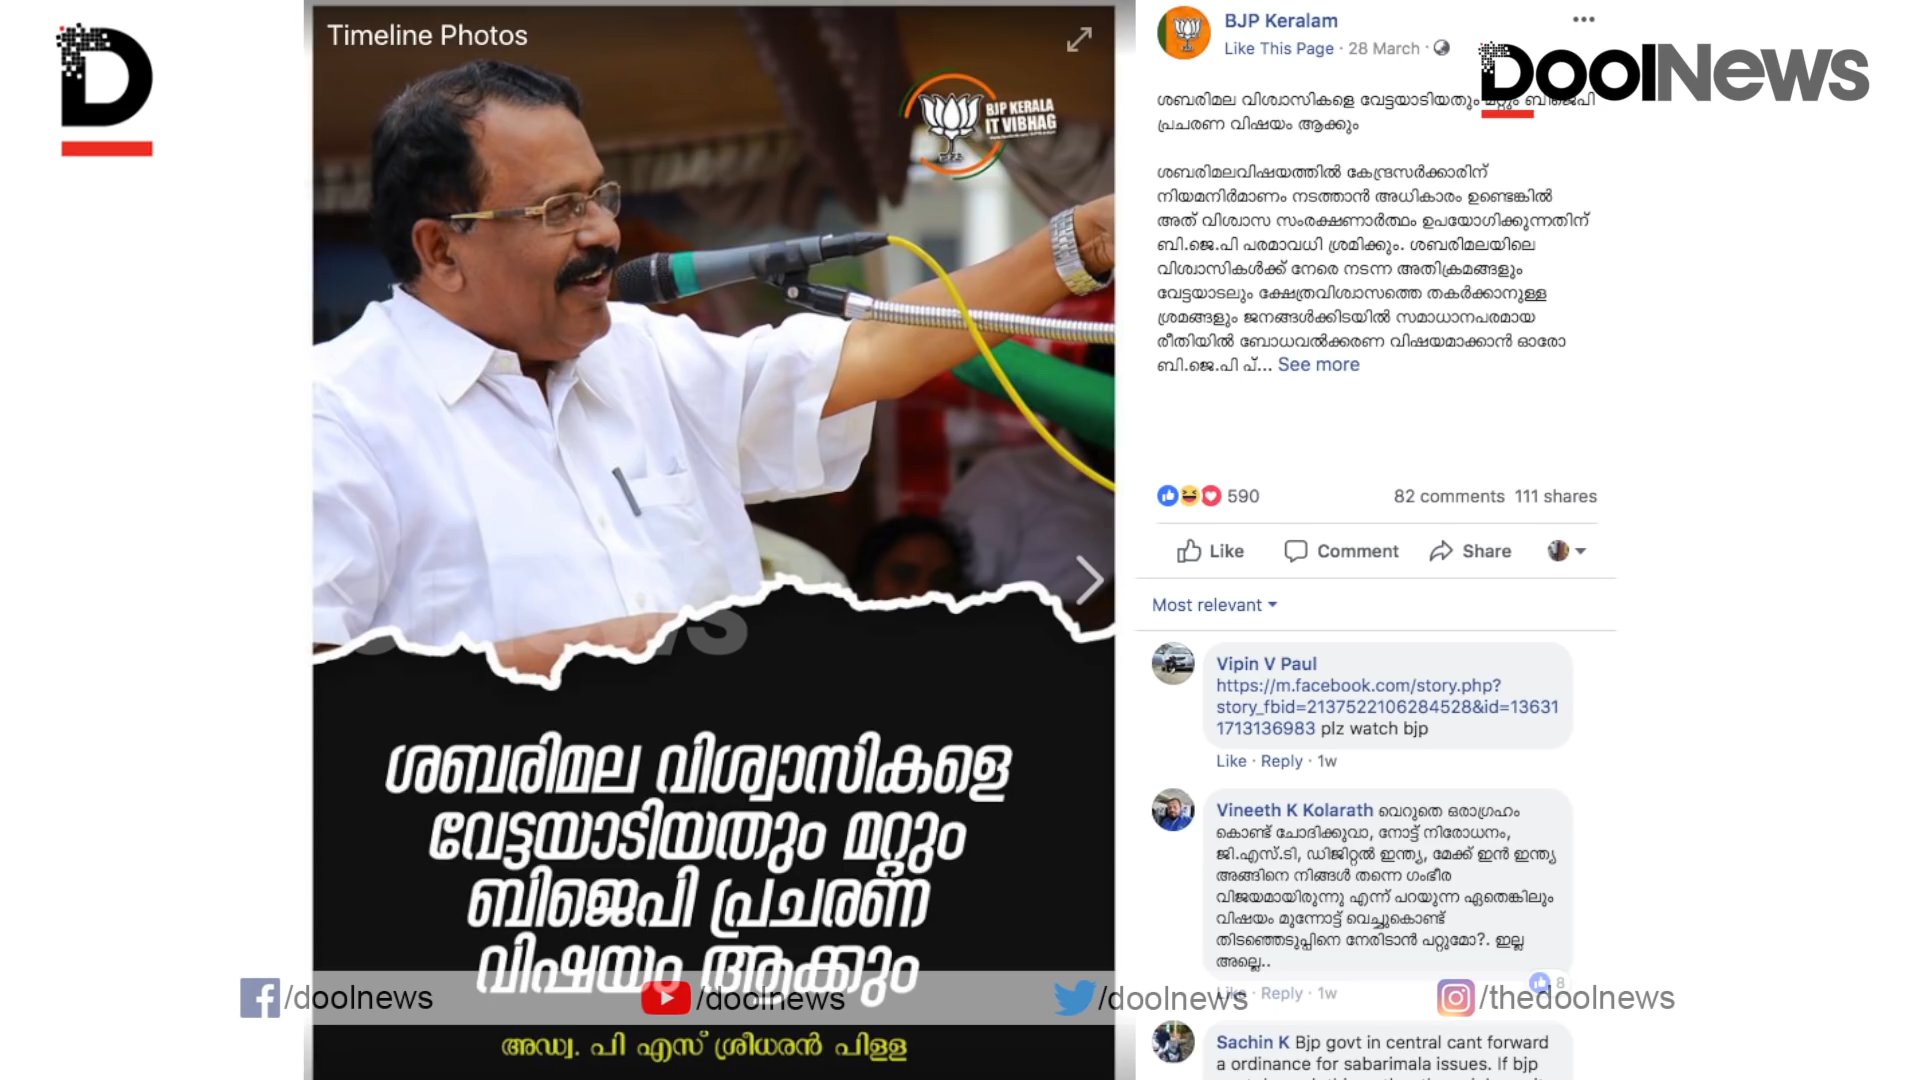 Timeline Photos
BJP KERALA
IT VIBHAG
ശബരിമല വിശ്വാസികളെ
വേട്ടയാടിയതും മറ്റും
ബിജെപി പ്രചരണ
വിഷയം ആക്കും
അഡ്വ. പി എസ് ശ്രീധരൻ പിള്ള
BJP Keralam
Like This Page · 28 March ·
DoolNews
ശബരിമല വിശ്വാസികളെ വേട്ടയാടിയതും മറ്റും ബിജെപി
പ്രചരണ വിഷയം ആക്കും
ശബരിമലവിഷയത്തിൽ കേന്ദ്രസർക്കാരിന്
നിയമനിർമാണം നടത്താൻ അധികാരം ഉണ്ടെങ്കിൽ
അത് വിശ്വാസ സംരക്ഷണാർത്ഥം ഉപയോഗിക്കുന്നതിന്
ബി.ജെ.പി പരമാവധി ശ്രമിക്കും. ശബരിമലയിലെ
വിശ്വാസികൾക്ക് നേരെ നടന്ന അതിക്രമങ്ങളും
വേട്ടയാടലും ക്ഷേത്രവിശ്വാസത്തെ തകർക്കാനുള്ള
ശ്രമങ്ങളും ജനങ്ങൾക്കിടയിൽ സമാധാനപരമായ
രീതിയിൽ ബോധവൽക്കരണ വിഷയമാക്കാൻ ഓരോ
ബി.ജെ.പി പ്... See more
590 82 comments 111 shares
Like Comment Share
Most relevant
Vipin V Paul
https://m.facebook.com/story.php?
story_fbid=2137522106284528&id=13631
1713136983 plz watch bjp
Like · Reply · 1w
Vineeth K Kolarath വെറുതെ ഒരാഗ്രഹം
കൊണ്ട് ചോദിക്കുവാ, നോട്ട് നിരോധനം,
ജി.എസ്.ടി, ഡിജിറ്റൽ ഇന്ത്യ, മേക്ക് ഇൻ ഇന്ത്യ
അങ്ങിനെ നിങ്ങൾ തന്നെ ഗംഭീര
വിജയമായിരുന്നു എന്ന് പറയുന്ന ഏതെങ്കിലും
വിഷയം മുന്നോട്ട് വെച്ചുകൊണ്ട്
തിടഞ്ഞെടുപ്പിനെ നേരിടാൻ പറ്റുമോ?. ഇല്ല
അല്ലെ..
8
Like · Reply · 1w
Sachin K Bjp govt in central cant forward
a ordinance for sabarimala issues. If bjp
/doolnews /doolnews /doolnews /thedoolnews